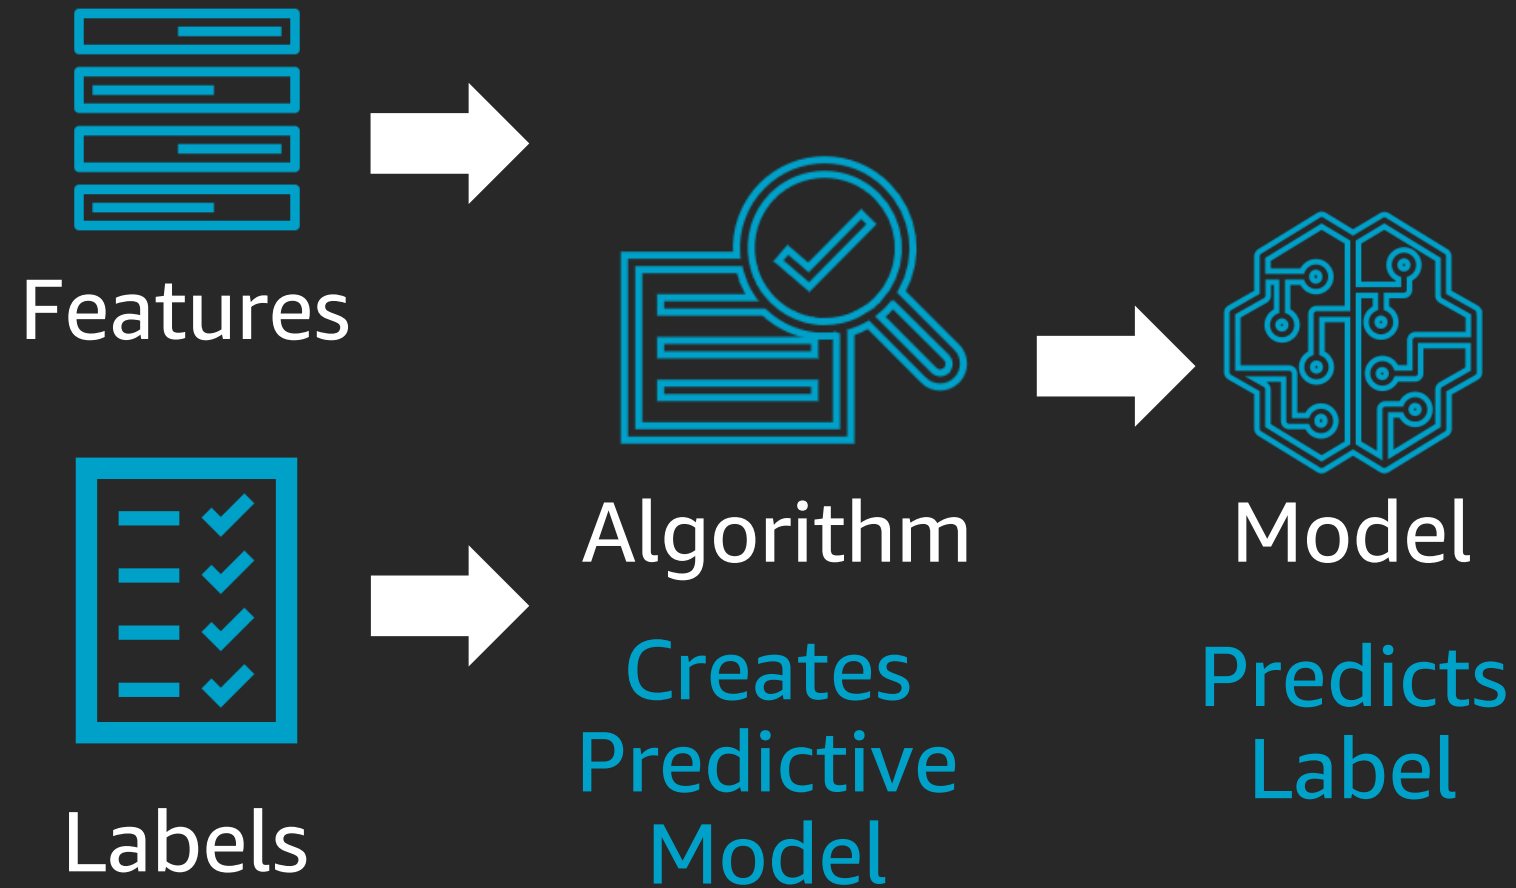 Features
Labels
Algorithm
Creates
Predictive
Model
Model
Predicts
Label